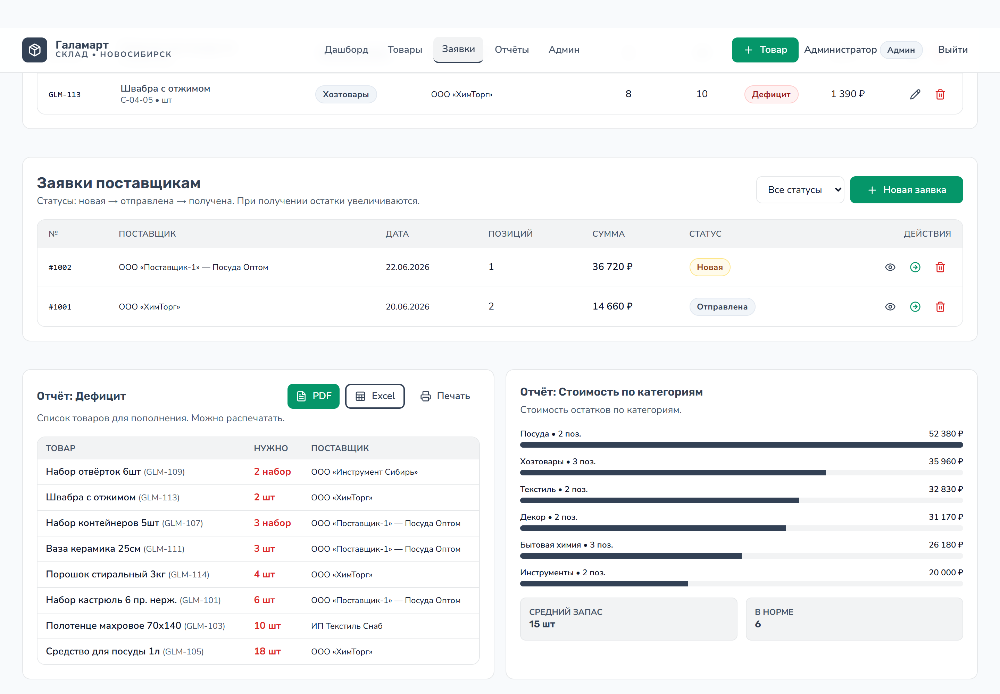 Галамарт
СКЛАД • НОВОСИБИРСК
Дашборд Товары Заявки Отчёты Админ
+ Товар Администратор Админ Выйти
GLM-113 Швабра с отжимом Хозтовары ООО «ХимТорг» 8 10 Дефицит 1 390 ₽
C-04-05 • шт
Заявки поставщикам
Статусы: новая → отправлена → получена. При получении остатки увеличиваются.
Все статусы + Новая заявка
№ ПОСТАВЩИК ДАТА ПОЗИЦИЙ СУММА СТАТУС ДЕЙСТВИЯ
#1002 ООО «Поставщик-1» — Посуда Оптом 22.06.2026 1 36 720 ₽ Новая
#1001 ООО «ХимТорг» 20.06.2026 2 14 660 ₽ Отправлена
Отчёт: Дефицит PDF Excel Печать
Список товаров для пополнения. Можно распечатать.
ТОВАР НУЖНО ПОСТАВЩИК
Набор отвёрток 6шт (GLM-109) 2 набор ООО «Инструмент Сибирь»
Швабра с отжимом (GLM-113) 2 шт ООО «ХимТорг»
Набор контейнеров 5шт (GLM-107) 3 набор ООО «Поставщик-1» — Посуда Оптом
Ваза керамика 25см (GLM-111) 3 шт ООО «Поставщик-1» — Посуда Оптом
Порошок стиральный 3кг (GLM-114) 4 шт ООО «ХимТорг»
Набор кастрюль 6 пр. нерж. (GLM-101) 6 шт ООО «Поставщик-1» — Посуда Оптом
Полотенце махровое 70x140 (GLM-103) 10 шт ИП Текстиль Снаб
Средство для посуды 1л (GLM-105) 18 шт ООО «ХимТорг»
Отчёт: Стоимость по категориям
Стоимость остатков по категориям.
Посуда • 2 поз. 52 380 ₽
Хозтовары • 3 поз. 35 960 ₽
Текстиль • 2 поз. 32 830 ₽
Декор • 2 поз. 31 170 ₽
Бытовая химия • 3 поз. 26 180 ₽
Инструменты • 2 поз. 20 000 ₽
СРЕДНИЙ ЗАПАС
15 шт
В НОРМЕ
6